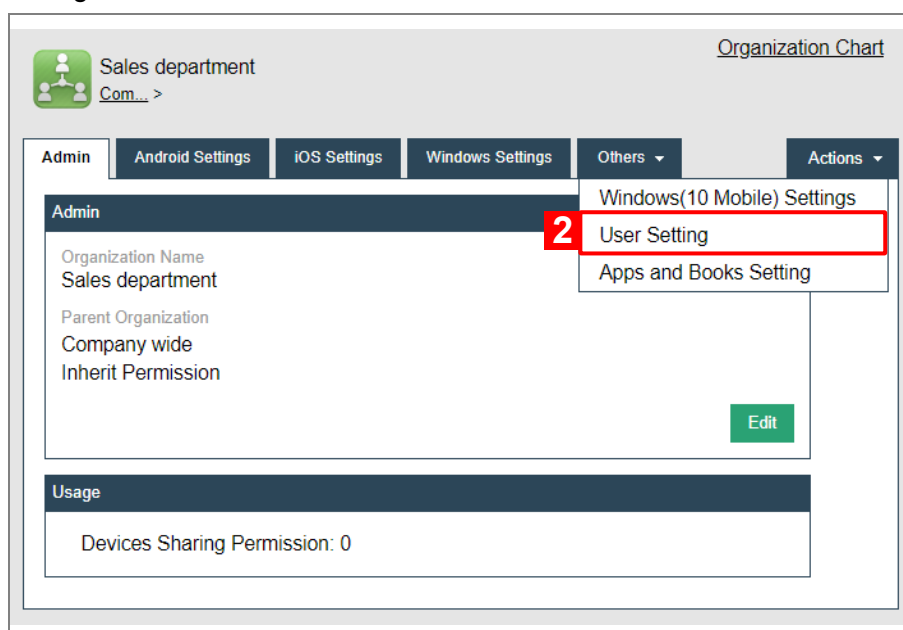 Sales department
Com... >
Organization Chart
Admin
Android Settings
iOS Settings
Windows Settings
Others
Actions
Windows(10 Mobile) Settings
2
User Setting
Apps and Books Setting
Admin
Organization Name
Sales department
Parent Organization
Company wide
Inherit Permission
Edit
Usage
Devices Sharing Permission: 0